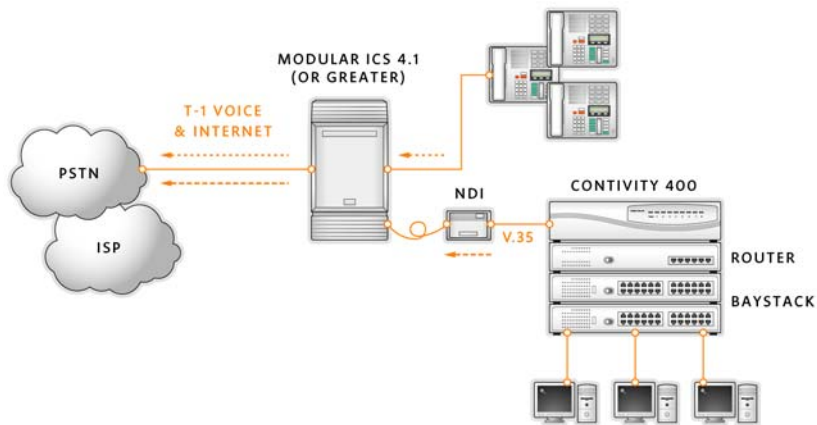 MODULAR ICS 4.1
(OR GREATER)
T-1 VOICE
& INTERNET
PSTN
ISP
NDI
V.35
CONTIVITY 400
ROUTER
BAYSTACK